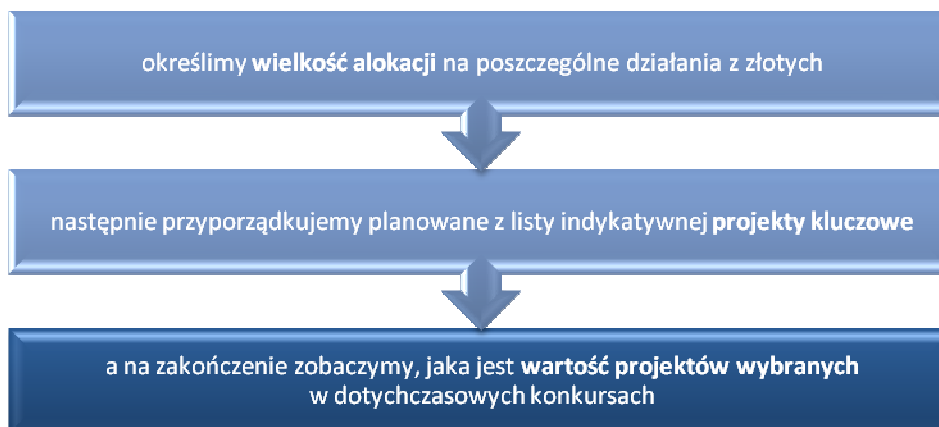 określimy wielkość alokacji na poszczególne działania z złotych
następnie przyporządkujemy planowane z listy indykatywnej projekty kluczowe
a na zakończenie zobaczymy, jaka jest wartość projektów wybranych
w dotychczasowych konkursach